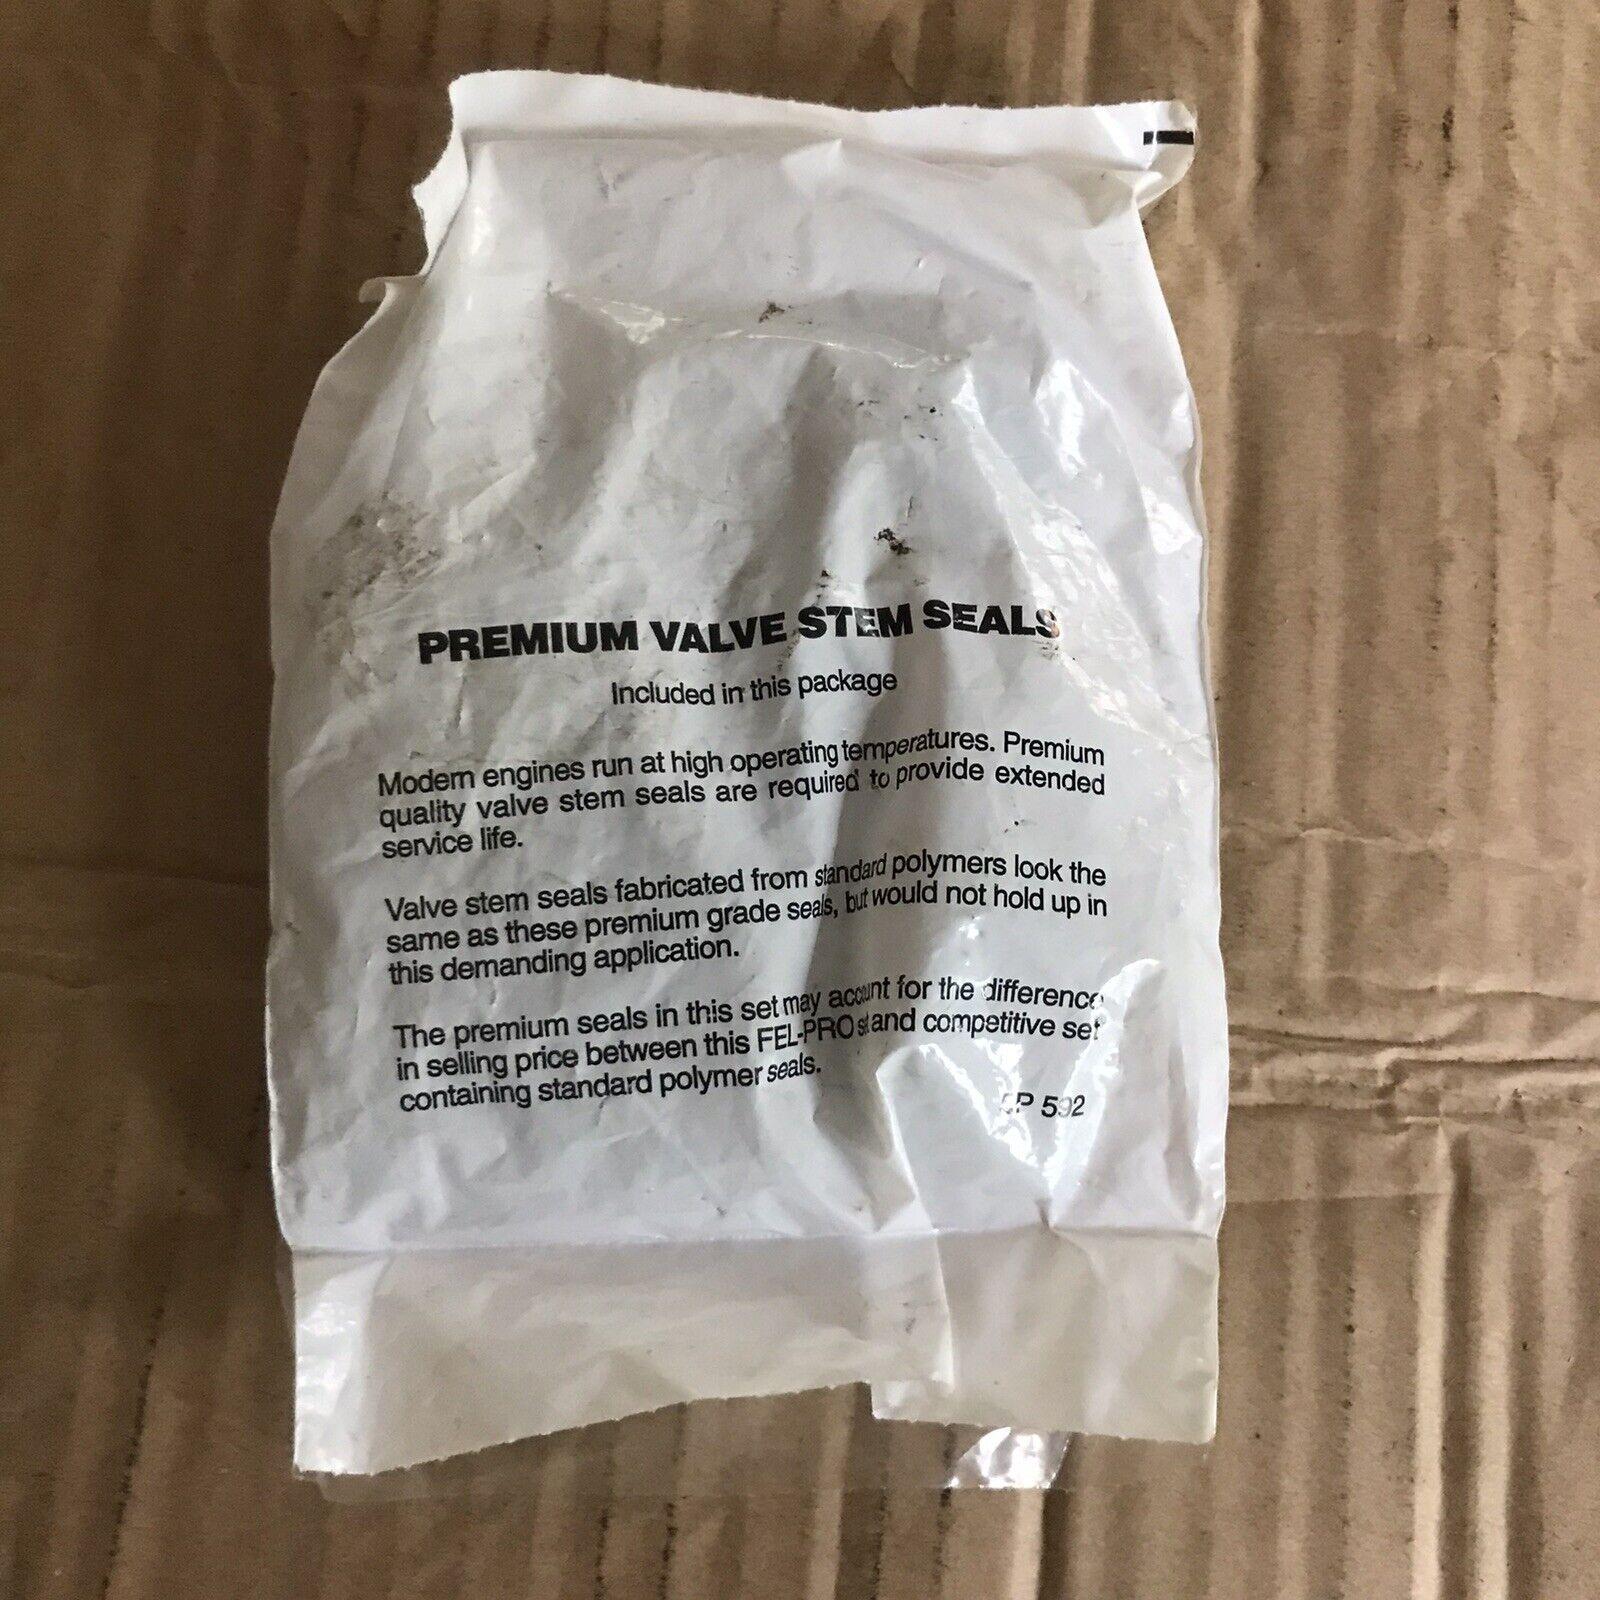 PREMIUM VALVE STEM SEALS
Included in this package
Modern engines run at high operating temperatures. Premium
quality valve stem seals are required to provide extended
service life.
Valve stem seals fabricated from standard polymers look the
same as these premium grade seals, but would not hold up in
this demanding application.
The premium seals in this set may account for the difference
in selling price between this FEL-PRO set and competitive set
containing standard polymer seals.
592